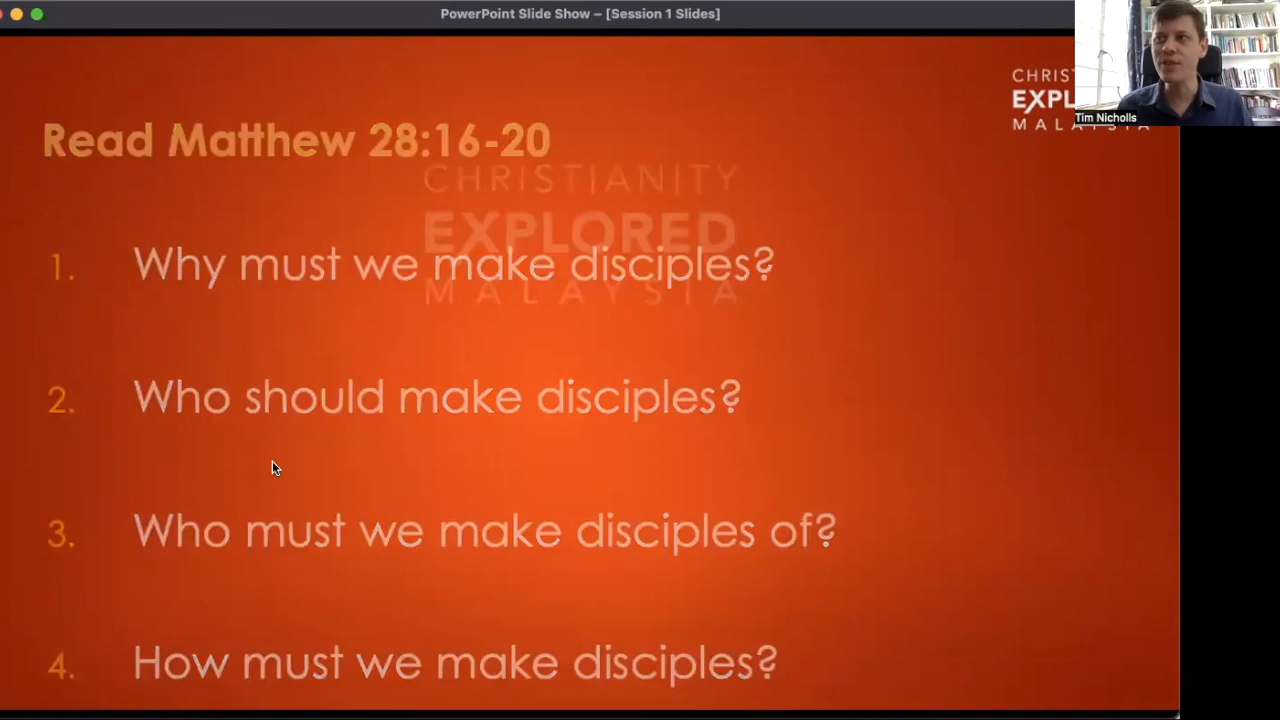 PowerPoint Slide Show – [Session 1 Slides]
CHRIST
EXPL
MALAYSIA
Tim Nicholls
Read Matthew 28:16-20
CHRISTIANITY
EXPLORED
MALAYSIA
1. Why must we make disciples?
2. Who should make disciples?
3. Who must we make disciples of?
4. How must we make disciples?